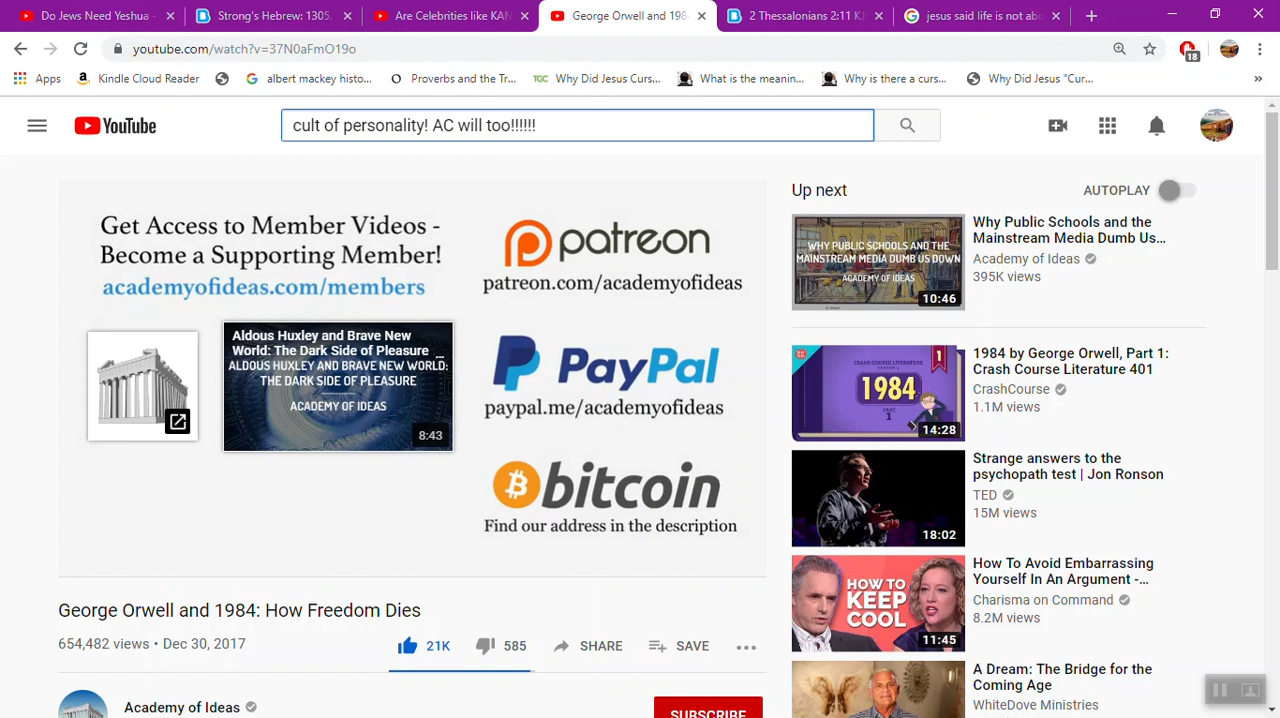 Do Jews Need Yeshua -
Strong's Hebrew: 1305.
Are Celebrities like KAN
George Orwell and 1984
2 Thessalonians 2:11 KJ
jesus said life is not abo
youtube.com/watch?v=37N0aFmO19o
18
Apps
Kindle Cloud Reader
albert mackey histo...
Proverbs and the Tr...
TGC Why Did Jesus Curs...
What is the meanin...
Why is there a curs...
Why Did Jesus "Cur...
YouTube
cult of personality! AC will too!!!!!!
Get Access to Member Videos -
Become a Supporting Member!
academyofideas.com/members
patreon
patreon.com/academyofideas
Aldous Huxley and Brave New
World: The Dark Side of Pleasure ...
ALDOUS HUXLEY AND BRAVE NEW WORLD:
THE DARK SIDE OF PLEASURE
ACADEMY OF IDEAS
8:43
PayPal
paypal.me/academyofideas
bitcoin
Find our address in the description
George Orwell and 1984: How Freedom Dies
654,482 views • Dec 30, 2017
21K
585
SHARE
SAVE
Academy of Ideas
SUBSCRIBE
Up next
AUTOPLAY
WHY PUBLIC SCHOOLS AND THE
MAINSTREAM MEDIA DUMB US DOWN
ACADEMY OF IDEAS
10:46
Why Public Schools and the
Mainstream Media Dumb Us...
Academy of Ideas
395K views
CRASH COURSE LITERATURE
1
1984
14:28
1984 by George Orwell, Part 1:
Crash Course Literature 401
CrashCourse
1.1M views
18:02
Strange answers to the
psychopath test | Jon Ronson
TED
15M views
HOW TO
KEEP
COOL
11:45
How To Avoid Embarrassing
Yourself In An Argument -...
Charisma on Command
8.2M views
A Dream: The Bridge for the
Coming Age
WhiteDove Ministries